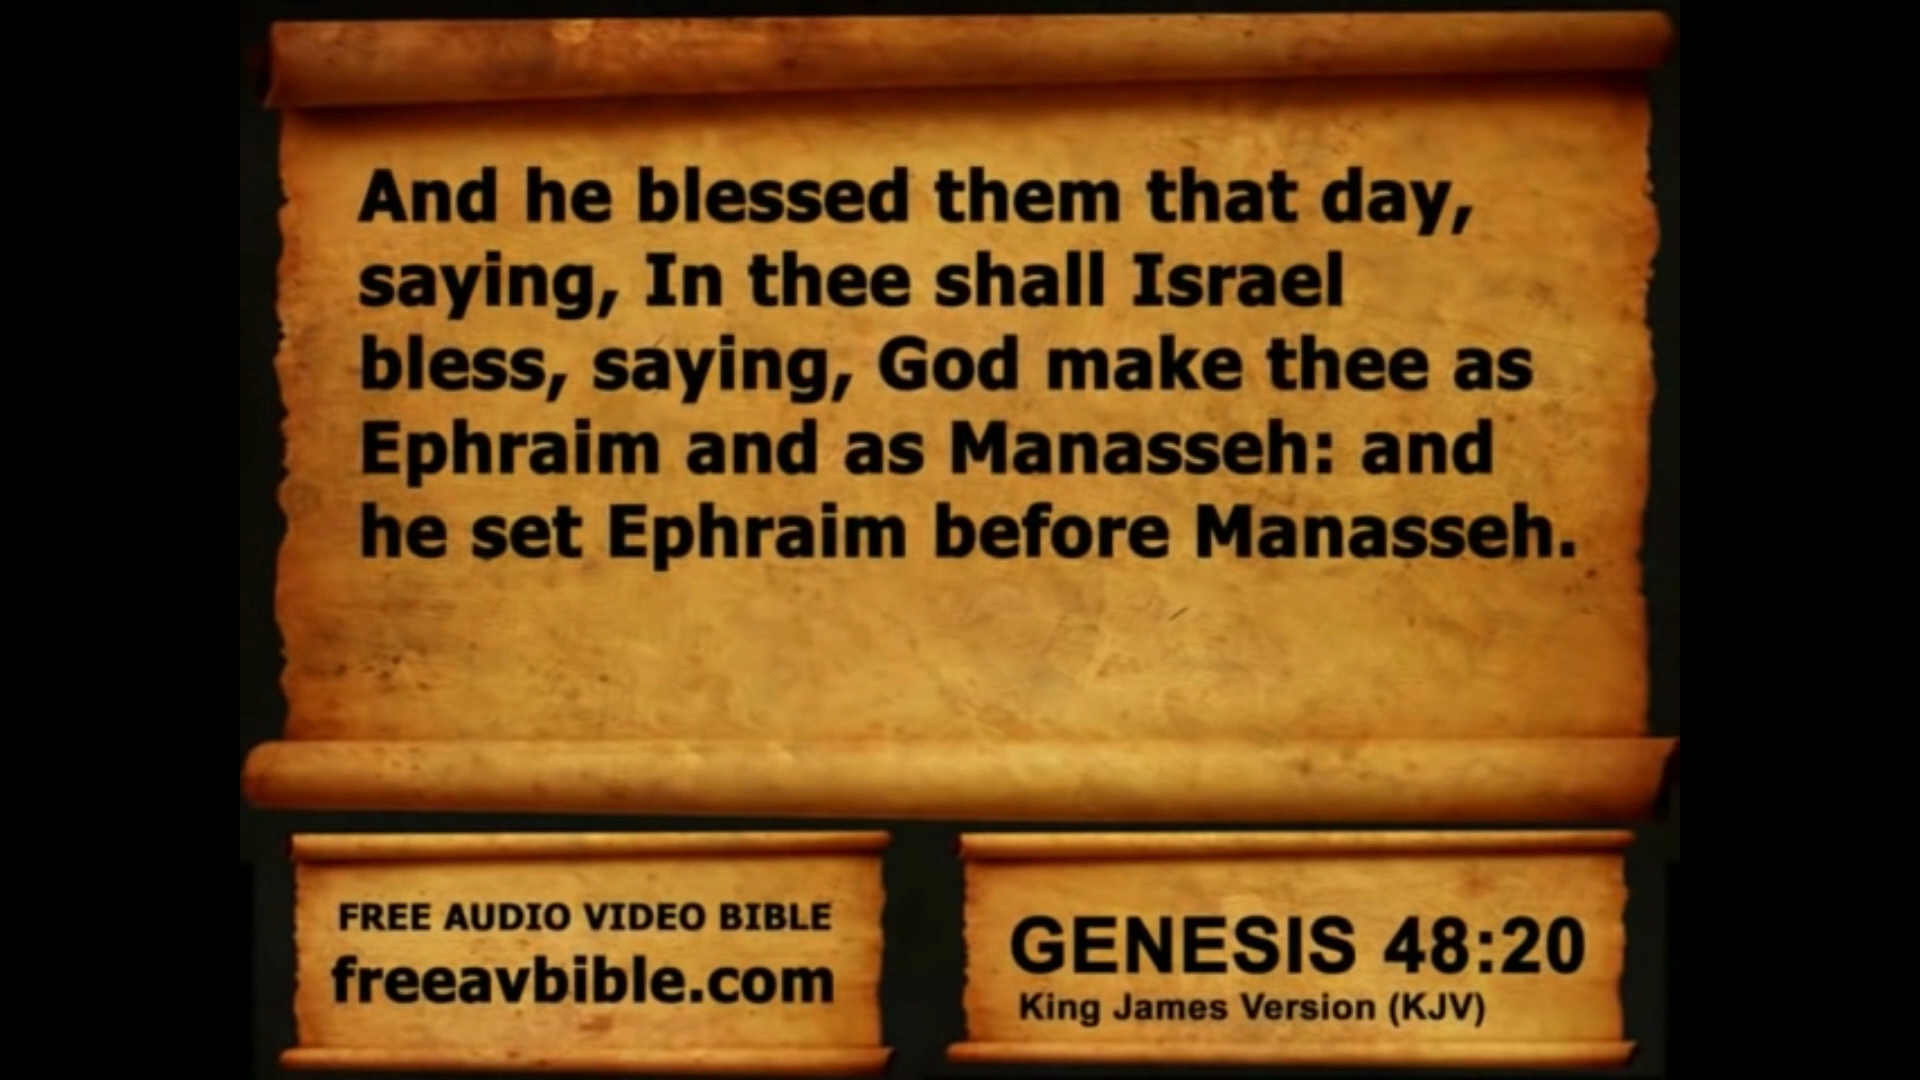 And he blessed them that day,
saying, In thee shall Israel
bless, saying, God make thee as
Ephraim and as Manasseh: and
he set Ephraim before Manasseh.
FREE AUDIO VIDEO BIBLE
freeavbible.com
GENESIS 48:20
King James Version (KJV)